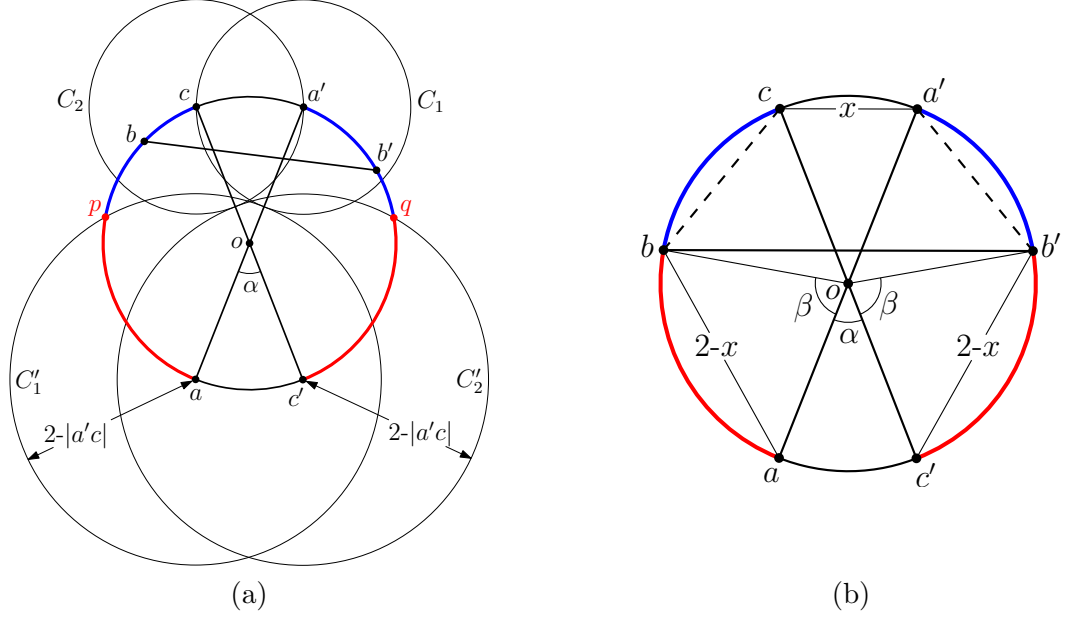 C₂
c
a′
C₁
b
b′
p
q
o
α
C′₁
a
c′
C′₂
2-|a′c|
2-|a′c|
(a)
c
x
a′
b
b′
o
β
β
α
2-x
2-x
a
c′
(b)